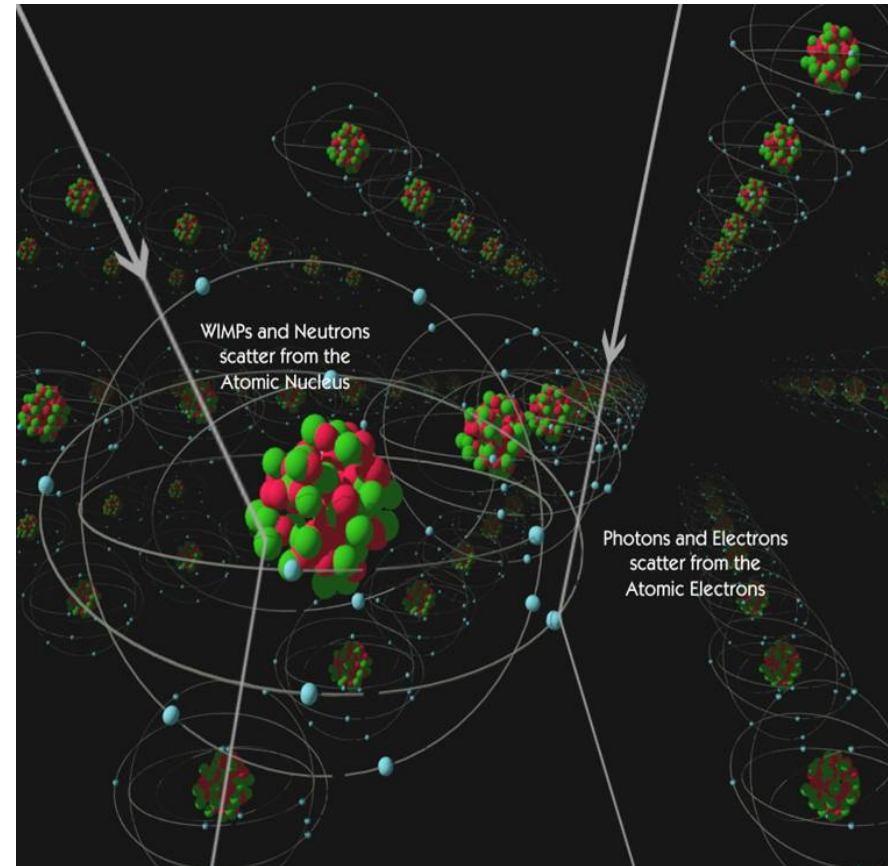 WIMPs and Neutrons
scatter from the
Atomic Nucleus
Photons and Electrons
scatter from the
Atomic Electrons